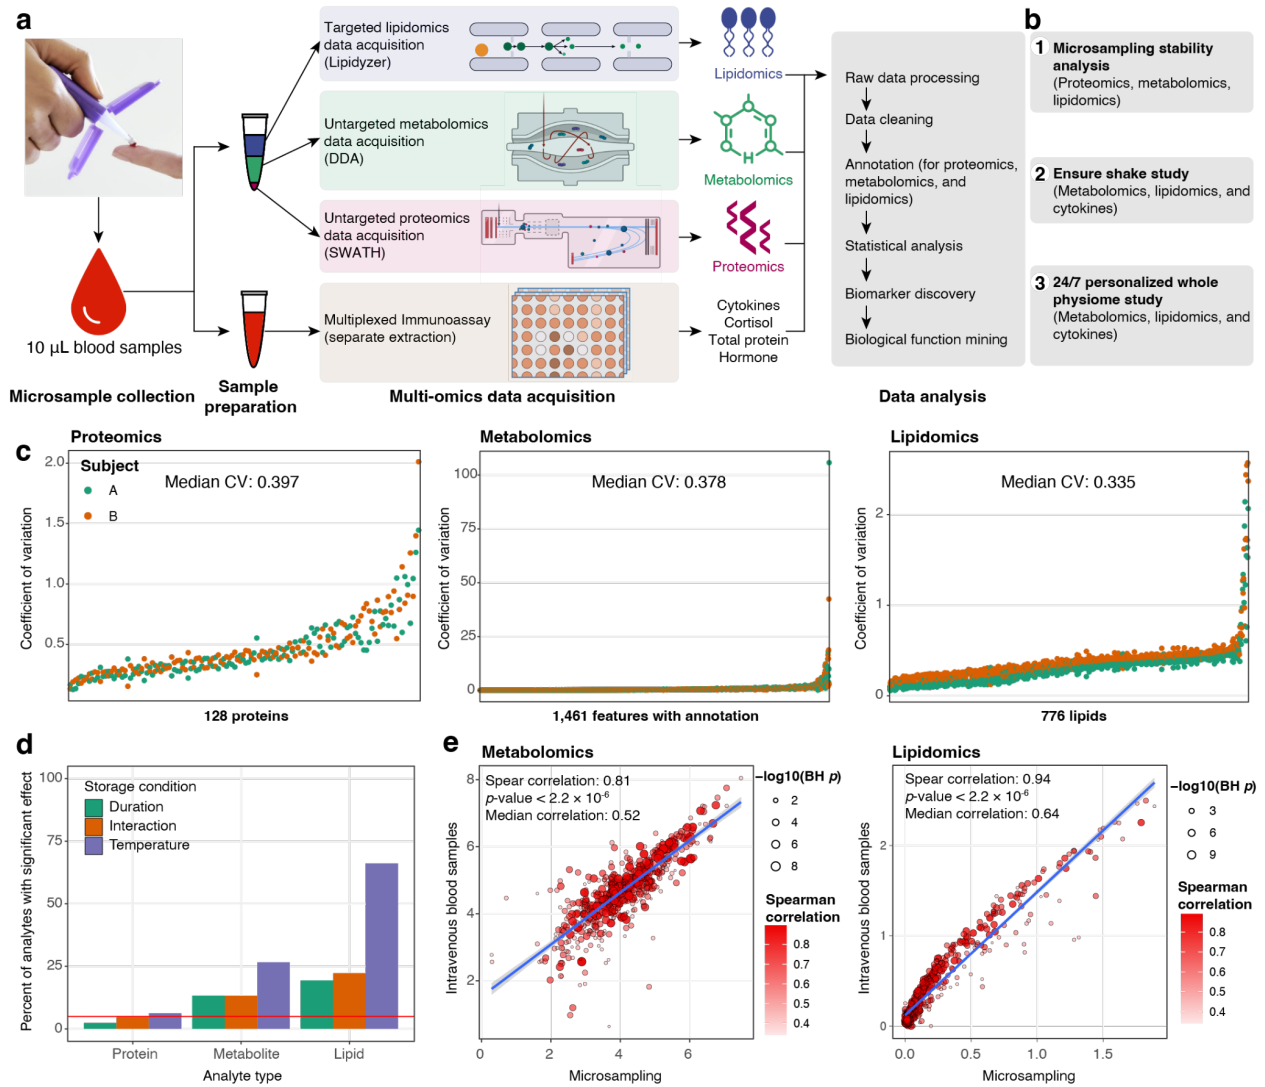 a
Targeted lipidomics
data acquisition
(Lipidyzer)
Untargeted metabolomics
data acquisition
(DDA)
Untargeted proteomics
data acquisition
(SWATH)
Multiplexed Immunoassay
(separate extraction)
Lipidomics
H
Metabolomics
Proteomics
Cytokines
Cortisol
Total protein
Hormone
Raw data processing
Data cleaning
Annotation (for proteomics,
metabolomics, and
lipidomics)
Statistical analysis
Biomarker discovery
Biological function mining
10 µL blood samples
Microsample collection
Sample
preparation
Multi-omics data acquisition
Data analysis
b
1 Microsampling stability
analysis
(Proteomics, metabolomics,
lipidomics)
2 Ensure shake study
(Metabolomics, lipidomics, and
cytokines)
3 24/7 personalized whole
physiome study
(Metabolomics, lipidomics, and
cytokines)
c
Proteomics
Subject
A
B
Median CV: 0.397
Coefficient of variation
2.0
1.5
1.0
0.5
128 proteins
Metabolomics
Median CV: 0.378
Coefficient of variation
100
75
50
25
0
1,461 features with annotation
Lipidomics
Median CV: 0.335
Coefficient of variation
2
1
0
776 lipids
d
Storage condition
Duration
Interaction
Temperature
Percent of analytes with significant effect
100
75
50
25
0
Protein Metabolite Lipid
Analyte type
e
Metabolomics
Spear correlation: 0.81
p-value < 2.2 × 10-6
Median correlation: 0.52
Intravenous blood samples
8
6
4
2
0 2 4 6
Microsampling
−log10(BH p)
2
4
6
8
Spearman
correlation
0.8
0.7
0.6
0.5
0.4
Lipidomics
Spear correlation: 0.94
p-value < 2.2 × 10-6
Median correlation: 0.64
Intravenous blood samples
2
1
0
0.0 0.5 1.0 1.5
Microsampling
−log10(BH p)
3
6
9
Spearman
correlation
0.8
0.7
0.6
0.5
0.4